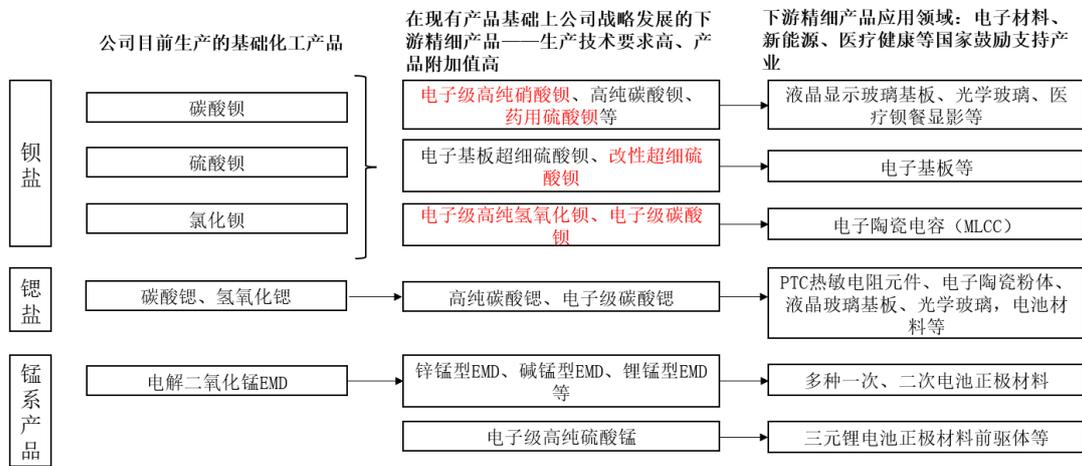 公司目前生产的基础化工产品
在现有产品基础上公司战略发展的下
游精细产品——生产技术要求高、产
品附加值高
下游精细产品应用领域：电子材料、
新能源、医疗健康等国家鼓励支持产
业
钡
盐
碳酸钡
硫酸钡
氯化钡
电子级高纯硝酸钡、高纯碳酸钡、
药用硫酸钡等
液晶显示玻璃基板、光学玻璃、医
疗钡餐显影等
电子基板超细硫酸钡、改性超细硫
酸钡
电子基板等
电子级高纯氢氧化钡、电子级碳酸
钡
电子陶瓷电容（MLCC）
锶
盐
碳酸锶、氢氧化锶
高纯碳酸锶、电子级碳酸锶
PTC热敏电阻元件、电子陶瓷粉体、
液晶玻璃基板、光学玻璃，电池材
料等
锰
系
产
品
电解二氧化锰EMD
锌锰型EMD、碱锰型EMD、锂锰型EMD
等
多种一次、二次电池正极材料
电子级高纯硫酸锰
三元锂电池正极材料前驱体等